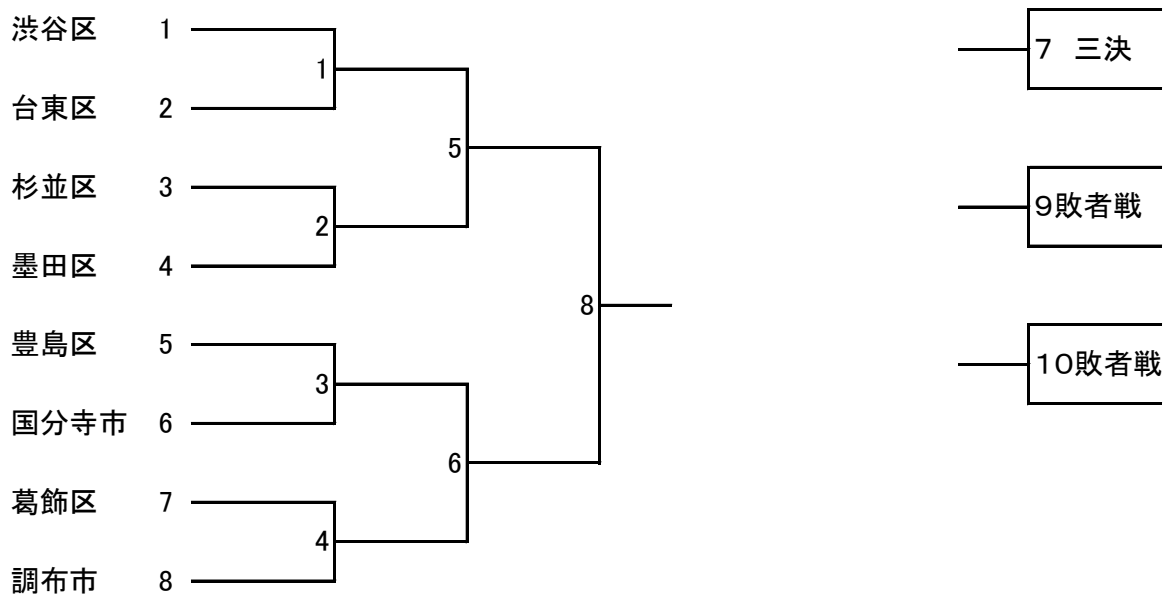 渋谷区 1
1
台東区 2
5
杉並区 3
2
墨田区 4
8
豊島区 5
3
国分寺市 6
6
葛飾区 7
4
調布市 8
7 三決
9敗者戦
10敗者戦